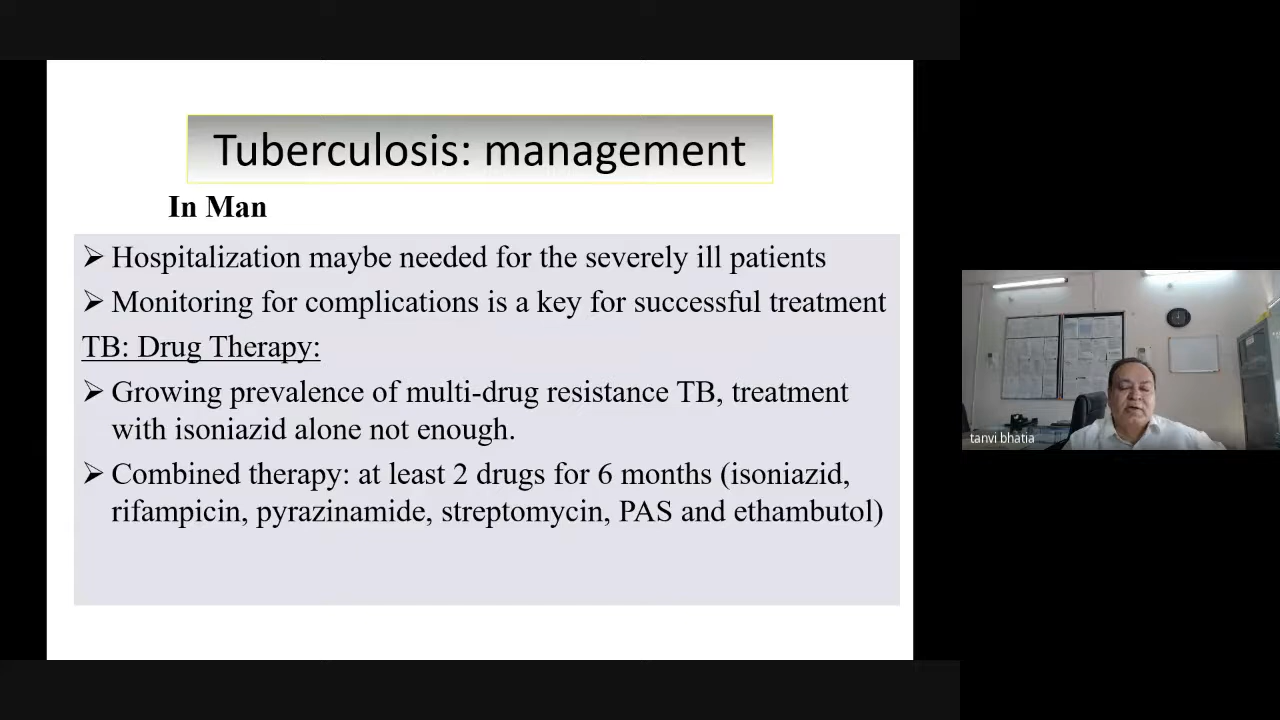 Tuberculosis: management
In Man
➢ Hospitalization maybe needed for the severely ill patients
➢ Monitoring for complications is a key for successful treatment
TB: Drug Therapy:
➢ Growing prevalence of multi-drug resistance TB, treatment
with isoniazid alone not enough.
➢ Combined therapy: at least 2 drugs for 6 months (isoniazid,
rifampicin, pyrazinamide, streptomycin, PAS and ethambutol)
tanvi bhatia